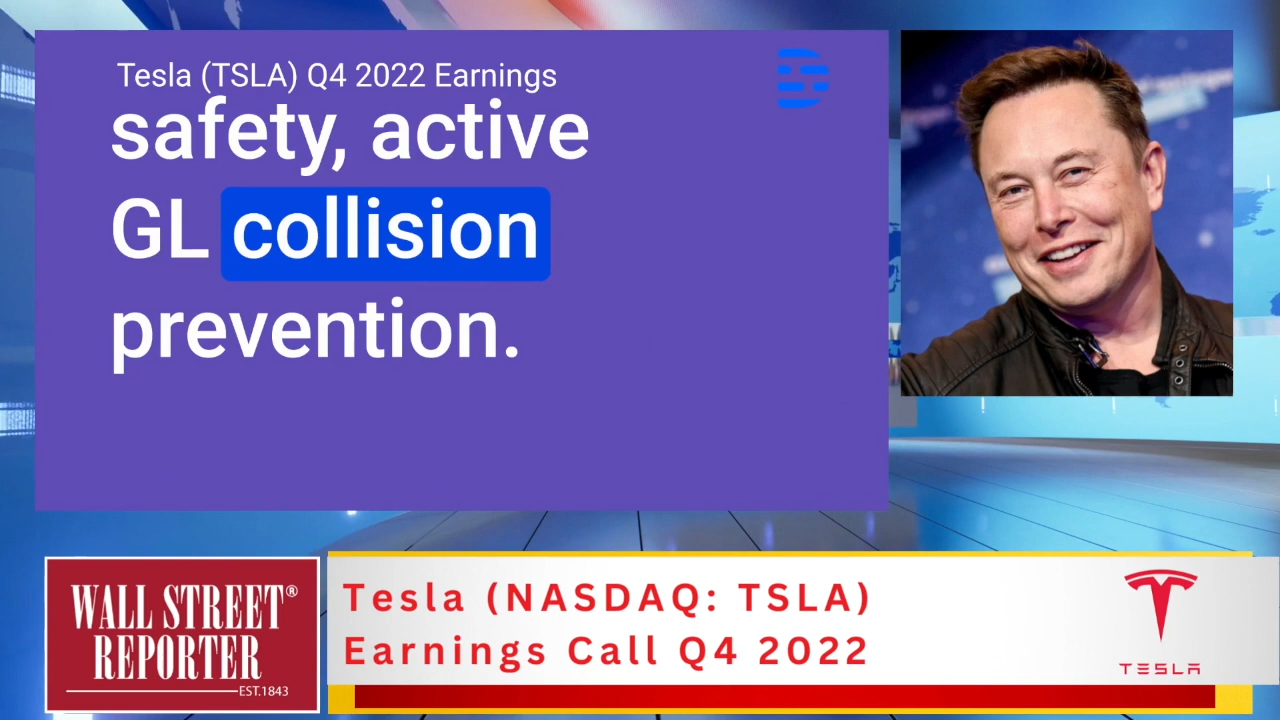 Tesla (TSLA) Q4 2022 Earnings
safety, active
GL collision
prevention.
WALL STREET®
REPORTER
EST.1843
Tesla (NASDAQ: TSLA)
Earnings Call Q4 2022
TESLA